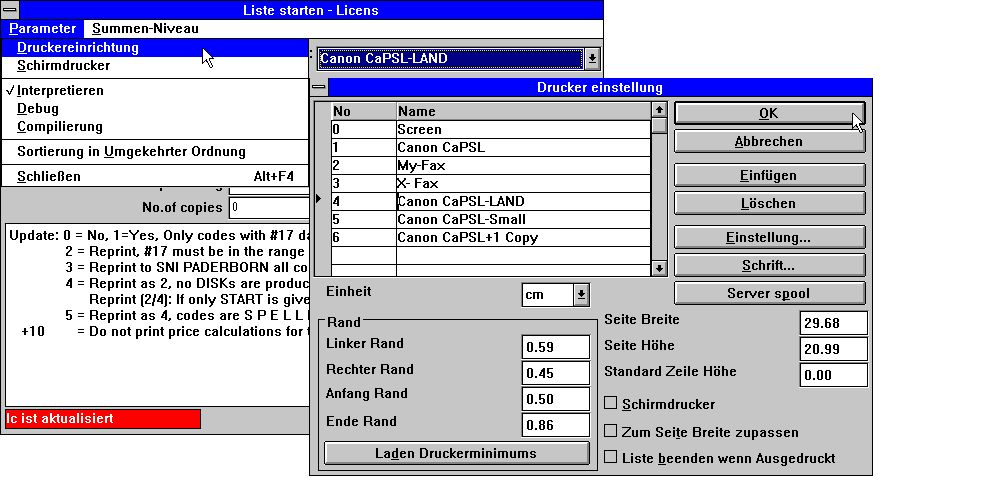 Liste starten - Licens
Parameter Summen-Niveau
Druckereinrichtung
Schirmdrucker
Interpretieren
Debug
Compilierung
Sortierung in Umgekehrter Ordnung
Schließen Alt+F4
: Canon CaPSL-LAND
No.of copies 0
Update: 0 = No, 1=Yes, Only codes with #17 da
2 = Reprint, #17 must be in the range
3 = Reprint to SNI PADERBORN all co
4 = Reprint as 2, no DISKs are produc
Reprint (2/4): If only START is give
5 = Reprint as 4, codes are S P E L L
+10 = Do not print price calculations for t
lc ist aktualisiert
Drucker einstellung
No Name
0 Screen
1 Canon CaPSL
2 My-Fax
3 X- Fax
4 Canon CaPSL-LAND
5 Canon CaPSL-Small
6 Canon CaPSL+1 Copy
OK
Abbrechen
Einfügen
Löschen
Einstellung...
Schrift...
Server spool
Einheit cm
Rand
Linker Rand 0.59
Rechter Rand 0.45
Anfang Rand 0.50
Ende Rand 0.86
Laden Druckerminimums
Seite Breite 29.68
Seite Höhe 20.99
Standard Zeile Höhe 0.00
Schirmdrucker
Zum Seite Breite zupassen
Liste beenden wenn Ausgedruckt